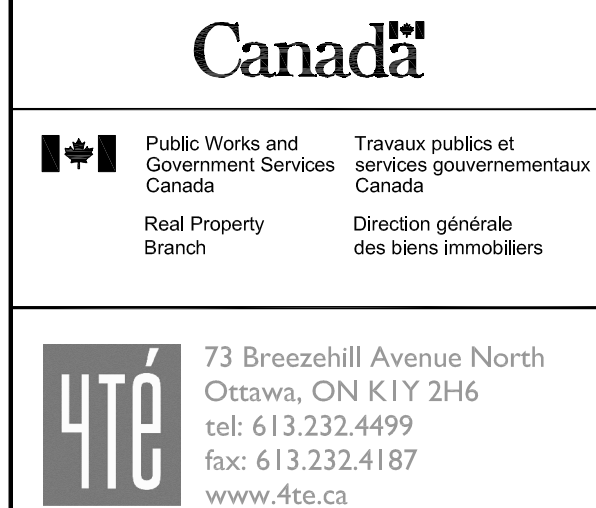 Canada
Public Works and
Government Services
Canada
Travaux publics et
services gouvernementaux
Canada
Real Property
Branch
Direction générale
des biens immobiliers
4Té
73 Breezehill Avenue North
Ottawa, ON K1Y 2H6
tel: 613.232.4499
fax: 613.232.4187
www.4te.ca